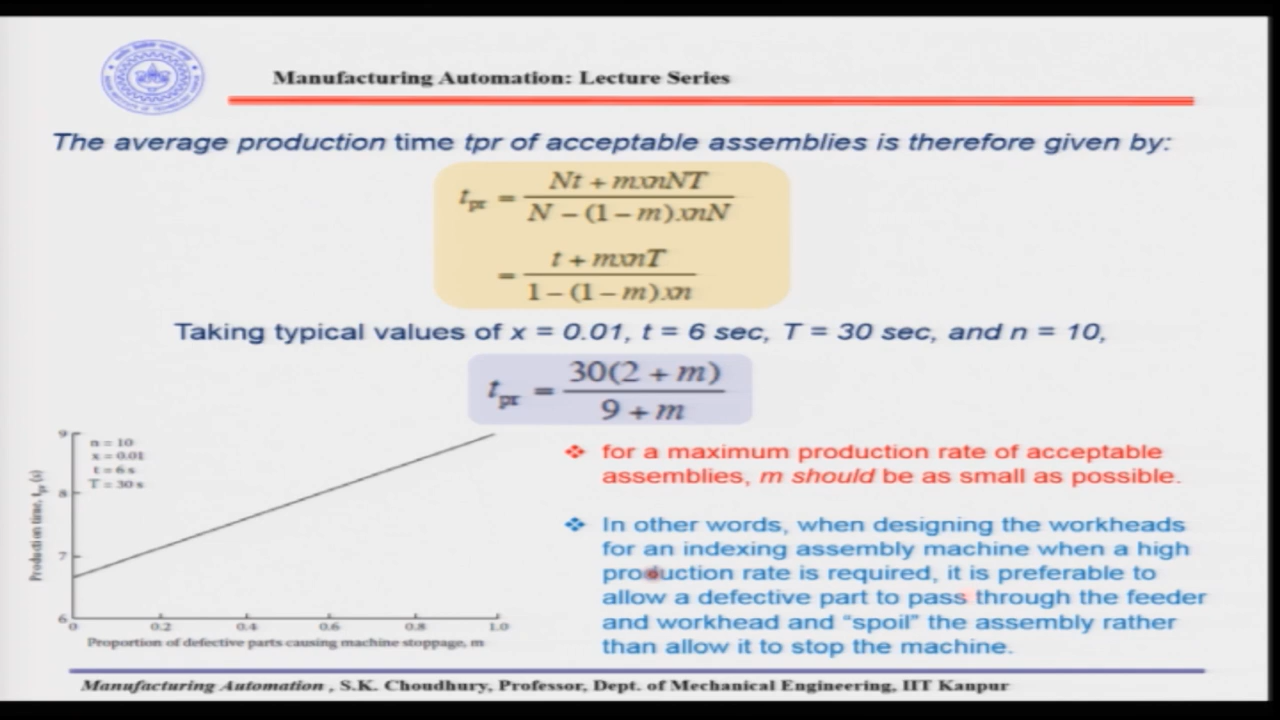 Manufacturing Automation: Lecture Series
The average production time tpr of acceptable assemblies is therefore given by:
t_pr = (Nt + mxnNT) / (N − (1 − m)xnN)
= (t + mxnT) / (1 − (1 − m)xn)
Taking typical values of x = 0.01, t = 6 sec, T = 30 sec, and n = 10,
t_pr = 30(2 + m) / (9 + m)
9
n = 10
x = 0.01
t = 6 s
T = 30 s
8
7
6
Production time, t_pr (s)
0 0.2 0.4 0.6 0.8 1.0
Proportion of defective parts causing machine stoppage, m
❖ for a maximum production rate of acceptable
assemblies, m should be as small as possible.
❖ In other words, when designing the workheads
for an indexing assembly machine when a high
production rate is required, it is preferable to
allow a defective part to pass through the feeder
and workhead and “spoil” the assembly rather
than allow it to stop the machine.
Manufacturing Automation , S.K. Choudhury, Professor, Dept. of Mechanical Engineering, IIT Kanpur